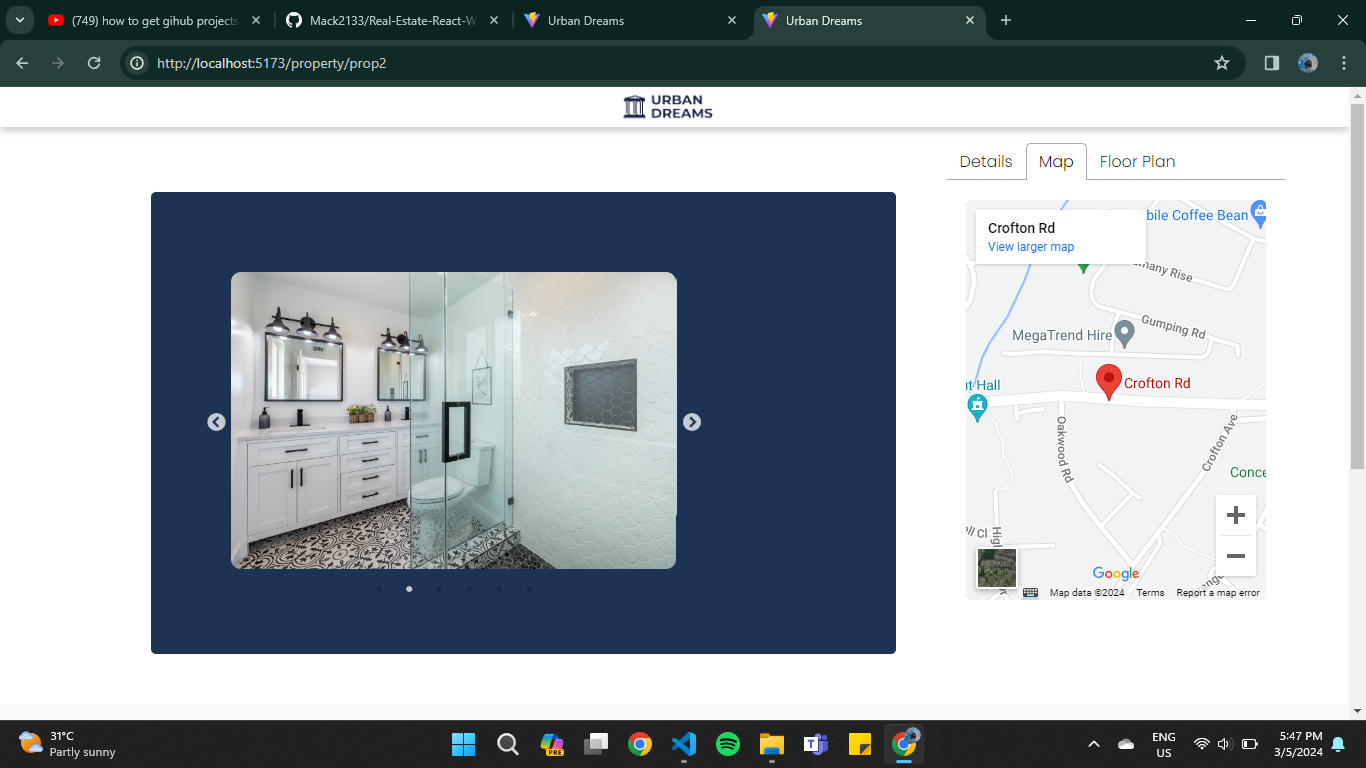 (749) how to get gihub projects
Mack2133/Real-Estate-React-W
Urban Dreams
Urban Dreams
http://localhost:5173/property/prop2
URBAN
DREAMS
Details
Map
Floor Plan
Crofton Rd
View larger map
bile Coffee Bean
many Rise
Gumping Rd
MegaTrend Hire
Crofton Rd
t Hall
Oakwood Rd
Crofton Ave
Conce
ll Cl
High
Google
Map data ©2024
Terms
Report a map error
31°C
Partly sunny
PRE
ENG
US
5:47 PM
3/5/2024